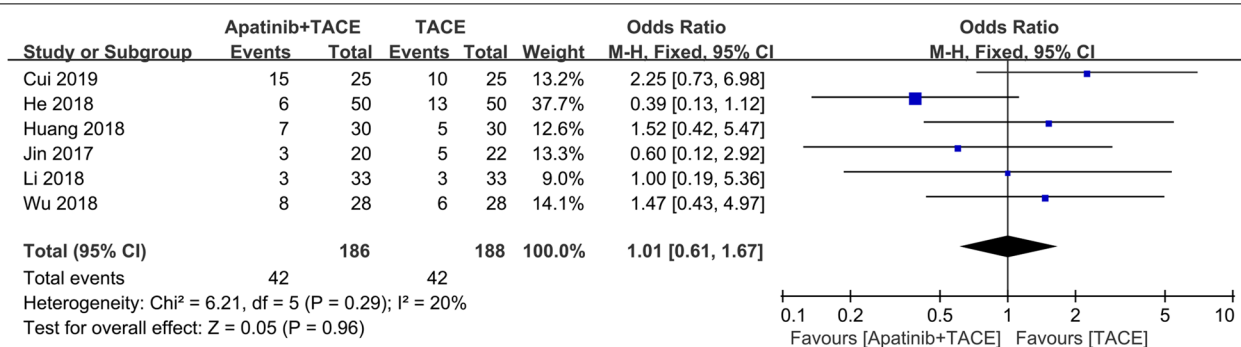 Apatinib+TACE TACE Odds Ratio Odds Ratio
Study or Subgroup Events Total Events Total Weight M-H, Fixed, 95% CI M-H, Fixed, 95% CI
Cui 2019 15 25 10 25 13.2% 2.25 [0.73, 6.98]
He 2018 6 50 13 50 37.7% 0.39 [0.13, 1.12]
Huang 2018 7 30 5 30 12.6% 1.52 [0.42, 5.47]
Jin 2017 3 20 5 22 13.3% 0.60 [0.12, 2.92]
Li 2018 3 33 3 33 9.0% 1.00 [0.19, 5.36]
Wu 2018 8 28 6 28 14.1% 1.47 [0.43, 4.97]
Total (95% CI) 186 188 100.0% 1.01 [0.61, 1.67]
Total events 42 42
Heterogeneity: Chi² = 6.21, df = 5 (P = 0.29); I² = 20%
Test for overall effect: Z = 0.05 (P = 0.96)
0.1 0.2 0.5 1 2 5 10
Favours [Apatinib+TACE] Favours [TACE]